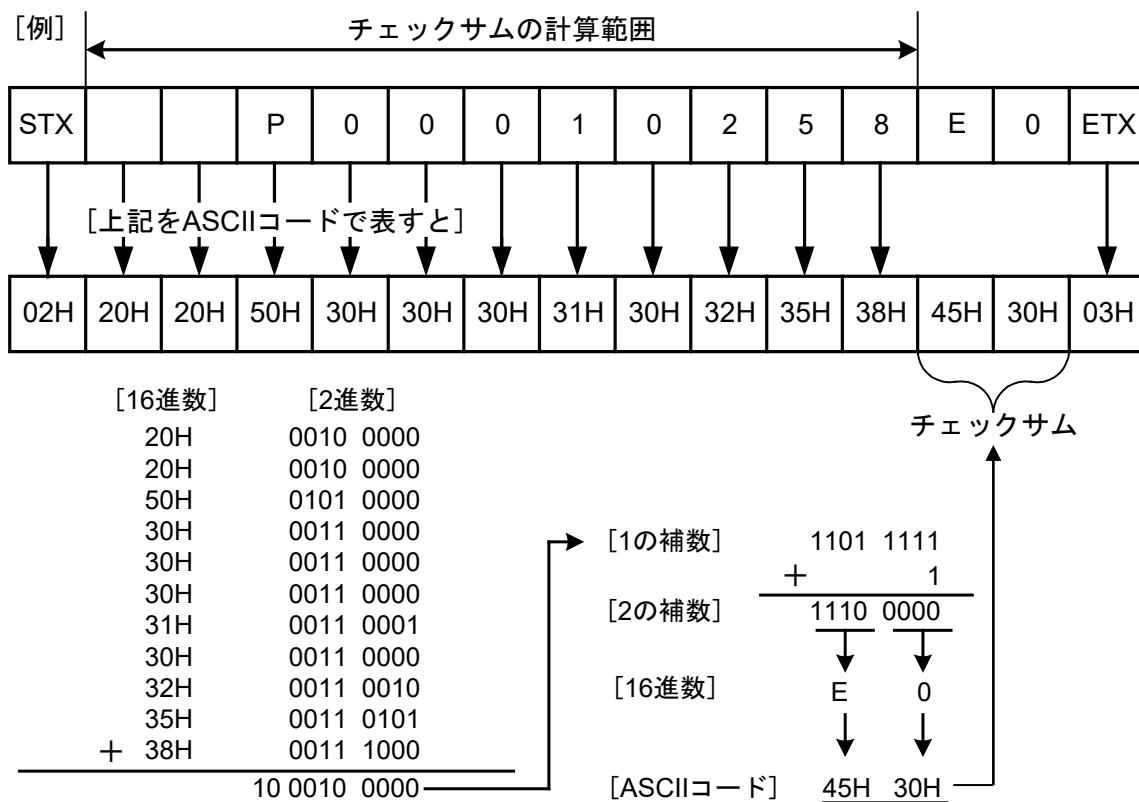 [例] チェックサムの計算範囲
STX P 0 0 0 1 0 2 5 8 E 0 ETX
[上記をASCIIコードで表すと]
02H 20H 20H 50H 30H 30H 30H 31H 30H 32H 35H 38H 45H 30H 03H
チェックサム
[16進数] [2進数]
20H 0010 0000
20H 0010 0000
50H 0101 0000
30H 0011 0000
30H 0011 0000
30H 0011 0000
31H 0011 0001
30H 0011 0000
32H 0011 0010
35H 0011 0101
+ 38H 0011 1000
10 0010 0000
[1の補数] 1101 1111
+ 1
[2の補数] 1110 0000
[16進数] E 0
[ASCIIコード] 45H 30H